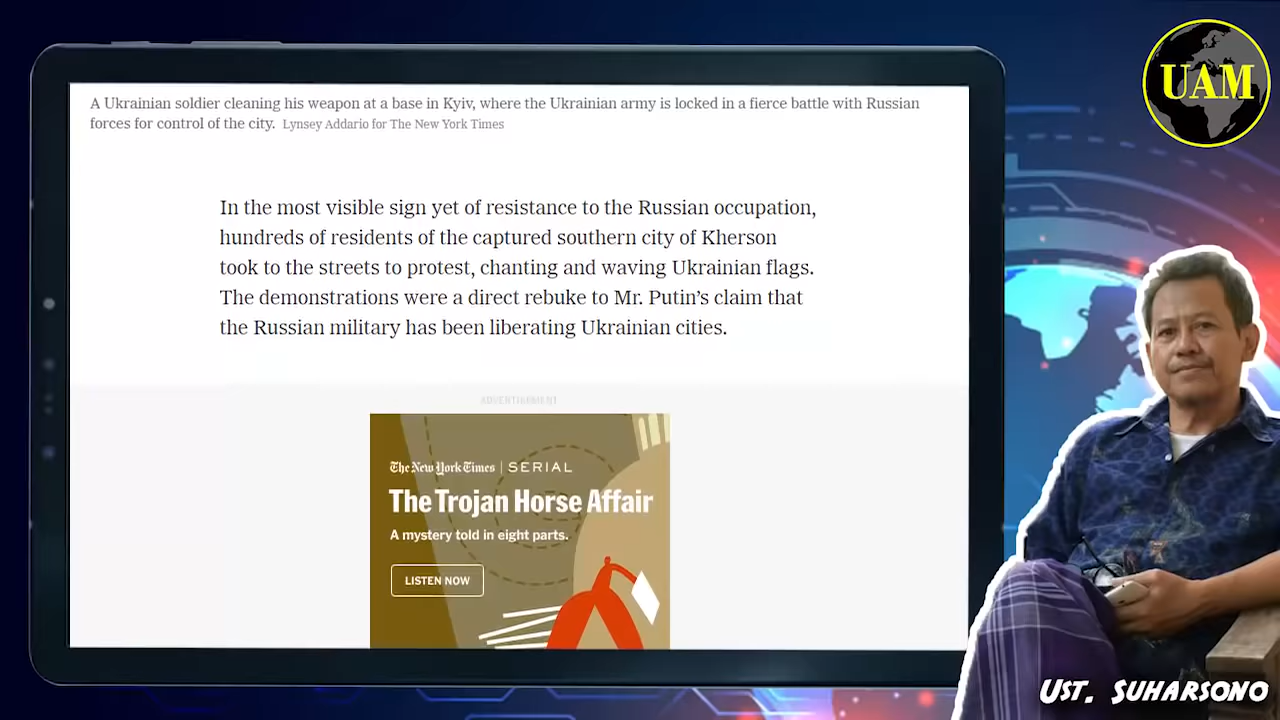 A Ukrainian soldier cleaning his weapon at a base in Kyiv, where the Ukrainian army is locked in a fierce battle with Russian
forces for control of the city. Lynsey Addario for The New York Times
In the most visible sign yet of resistance to the Russian occupation,
hundreds of residents of the captured southern city of Kherson
took to the streets to protest, chanting and waving Ukrainian flags.
The demonstrations were a direct rebuke to Mr. Putin’s claim that
the Russian military has been liberating Ukrainian cities.
ADVERTISEMENT
The New York Times | SERIAL
The Trojan Horse Affair
A mystery told in eight parts.
LISTEN NOW
UAM
UST. SUHARSONO